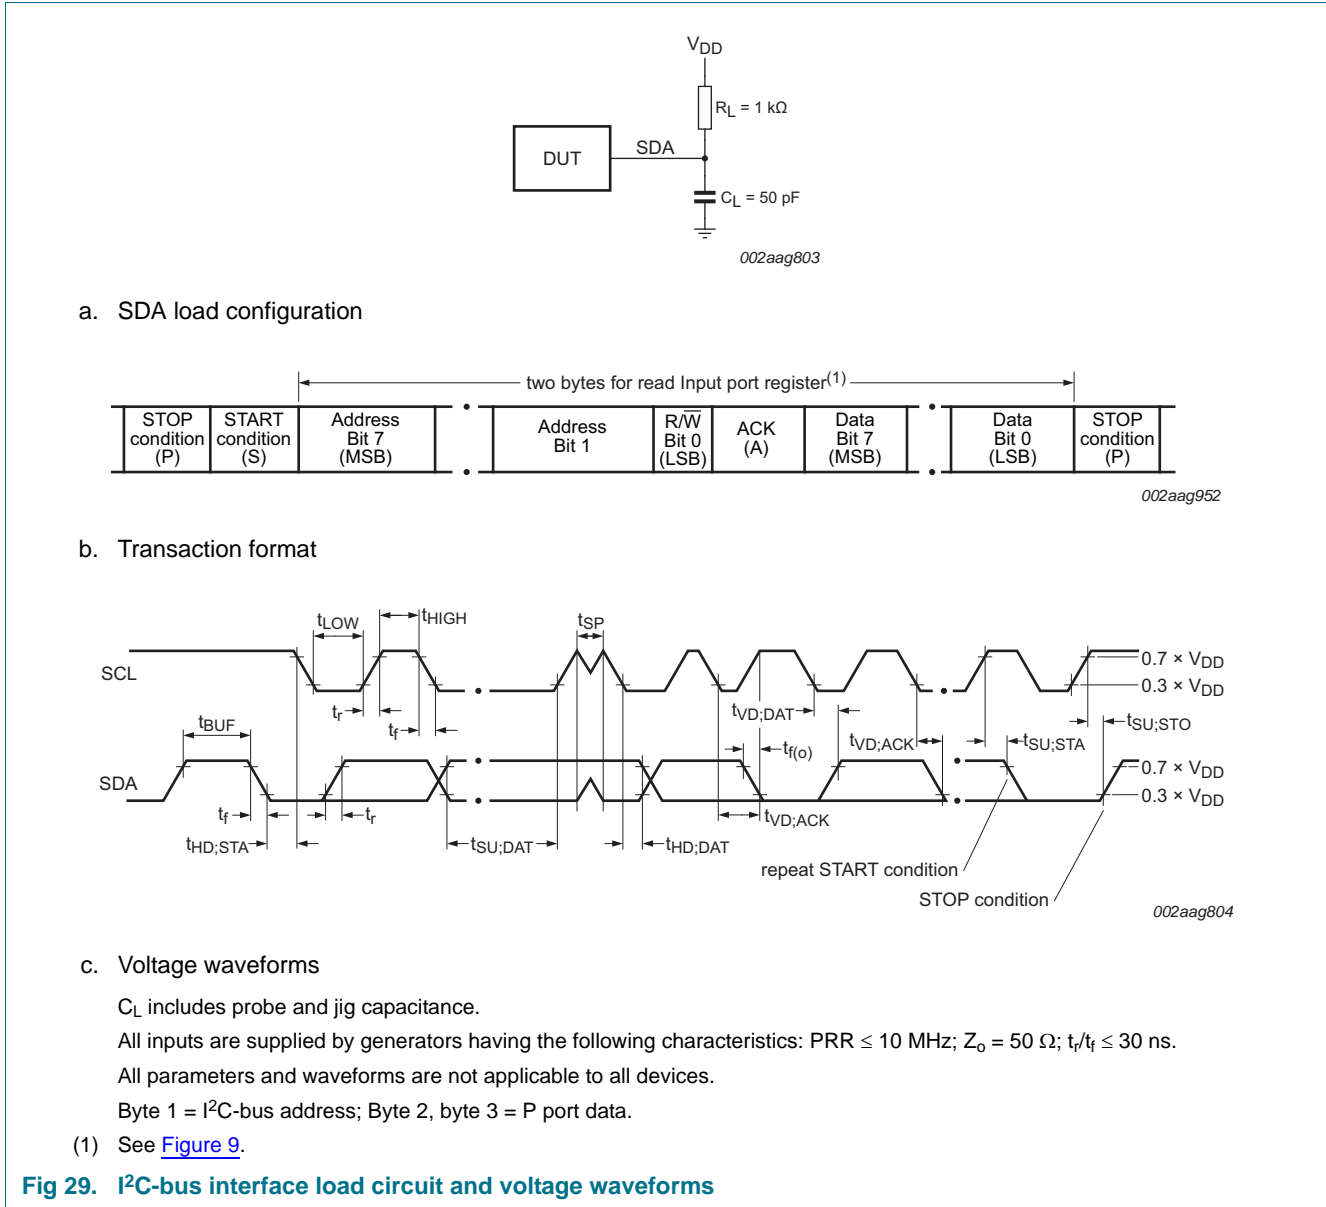 VDD
RL = 1 kΩ
DUT
SDA
CL = 50 pF
002aag803
a. SDA load configuration
two bytes for read Input port register(1)
STOP condition (P)
START condition (S)
Address Bit 7 (MSB)
Address Bit 1
R/W̅ Bit 0 (LSB)
ACK (A)
Data Bit 7 (MSB)
Data Bit 0 (LSB)
STOP condition (P)
002aag952
b. Transaction format
tLOW
tHIGH
tSP
SCL
0.7 × VDD
0.3 × VDD
tr
tf
tBUF
tVD;DAT
tSU;STO
tf(o)
tVD;ACK
tSU;STA
SDA
0.7 × VDD
0.3 × VDD
tf
tr
tVD;ACK
tHD;STA
tSU;DAT
tHD;DAT
repeat START condition
STOP condition
002aag804
c. Voltage waveforms
CL includes probe and jig capacitance.
All inputs are supplied by generators having the following characteristics: PRR ≤ 10 MHz; Zo = 50 Ω; tr/tf ≤ 30 ns.
All parameters and waveforms are not applicable to all devices.
Byte 1 = I2C-bus address; Byte 2, byte 3 = P port data.
(1) See Figure 9.
Fig 29. I2C-bus interface load circuit and voltage waveforms